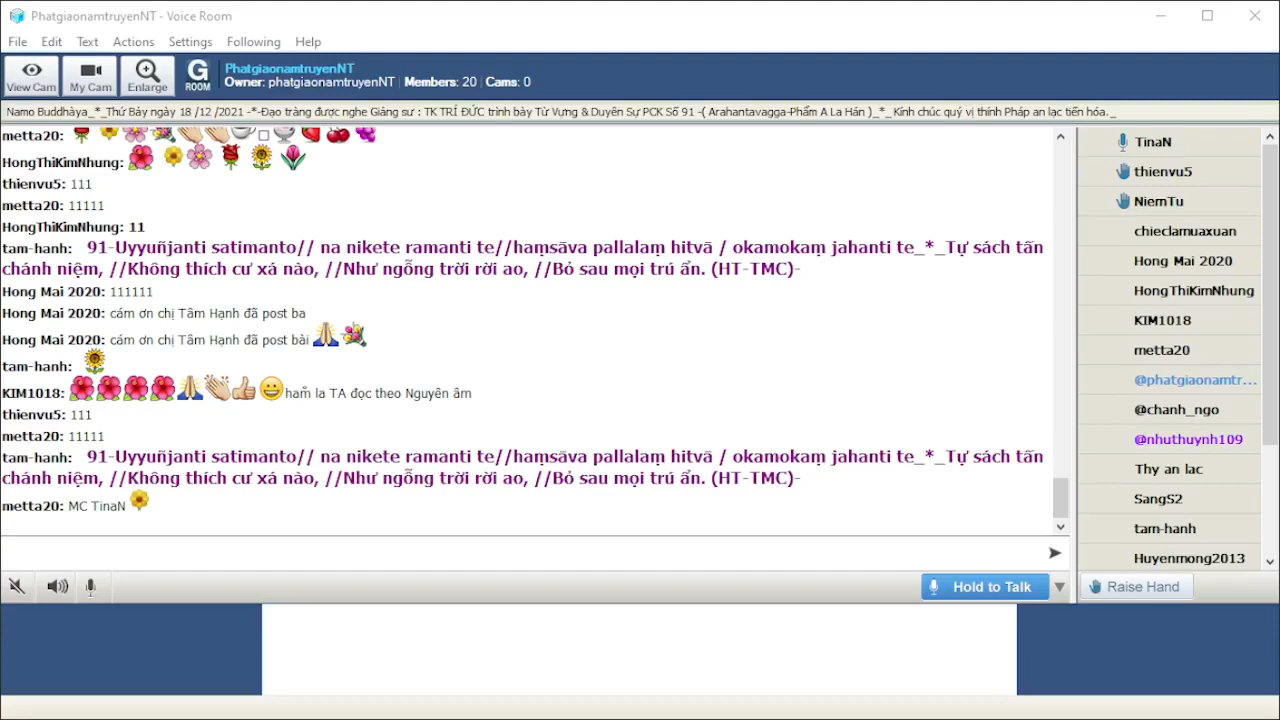 PhatgiaonamtruyenNT - Voice Room
File Edit Text Actions Settings Following Help
View Cam My Cam Enlarge G ROOM
PhatgiaonamtruyenNT
Owner: phatgiaonamtruyenNT | Members: 20 | Cams: 0
Namo Buddhàya_*_Thứ Bảy ngày 18 /12 /2021 -*-Đạo tràng được nghe Giảng sư : TK TRÍ ĐỨC trình bày Từ Vựng & Duyên Sự PCK Số 91 -( Arahantavagga-Phẩm A La Hán )_*_Kính chúc quý vị thính Pháp an lạc tiến hóa._
metta20:
HongThiKimNhung:
thienvu5: 111
metta20: 11111
HongThiKimNhung: 11
tam-hanh: 91-Uyyuñjanti satimanto// na nikete ramanti te//haṃsāva pallalaṃ hitvā / okamokaṃ jahanti te_*_Tự sách tấn
chánh niệm, //Không thích cư xá nào, //Như ngỗng trời rời ao, //Bỏ sau mọi trú ẩn. (HT-TMC)-
Hong Mai 2020: 111111
Hong Mai 2020: cám ơn chị Tâm Hạnh đã post ba
Hong Mai 2020: cám ơn chị Tâm Hạnh đã post bài
tam-hanh:
KIM1018: ham̉ la TA đọc theo Nguyên âm
thienvu5: 111
metta20: 11111
tam-hanh: 91-Uyyuñjanti satimanto// na nikete ramanti te//haṃsāva pallalaṃ hitvā / okamokaṃ jahanti te_*_Tự sách tấn
chánh niệm, //Không thích cư xá nào, //Như ngỗng trời rời ao, //Bỏ sau mọi trú ẩn. (HT-TMC)-
metta20: MC TinaN
Hold to Talk
TinaN
thienvu5
NiemTu
chieclamuaxuan
Hong Mai 2020
HongThiKimNhung
KIM1018
metta20
@phatgiaonamtr...
@chanh_ngo
@nhuthuynh109
Thy an lac
SangS2
tam-hanh
Huyenmong2013
Raise Hand